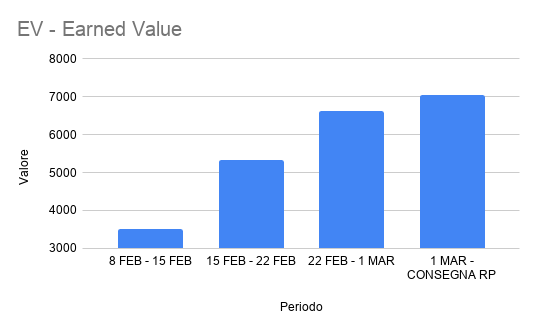 EV - Earned Value
8000
7000
6000
5000
4000
3000
Valore
8 FEB - 15 FEB
15 FEB - 22 FEB
22 FEB - 1 MAR
1 MAR -
CONSEGNA RP
Periodo